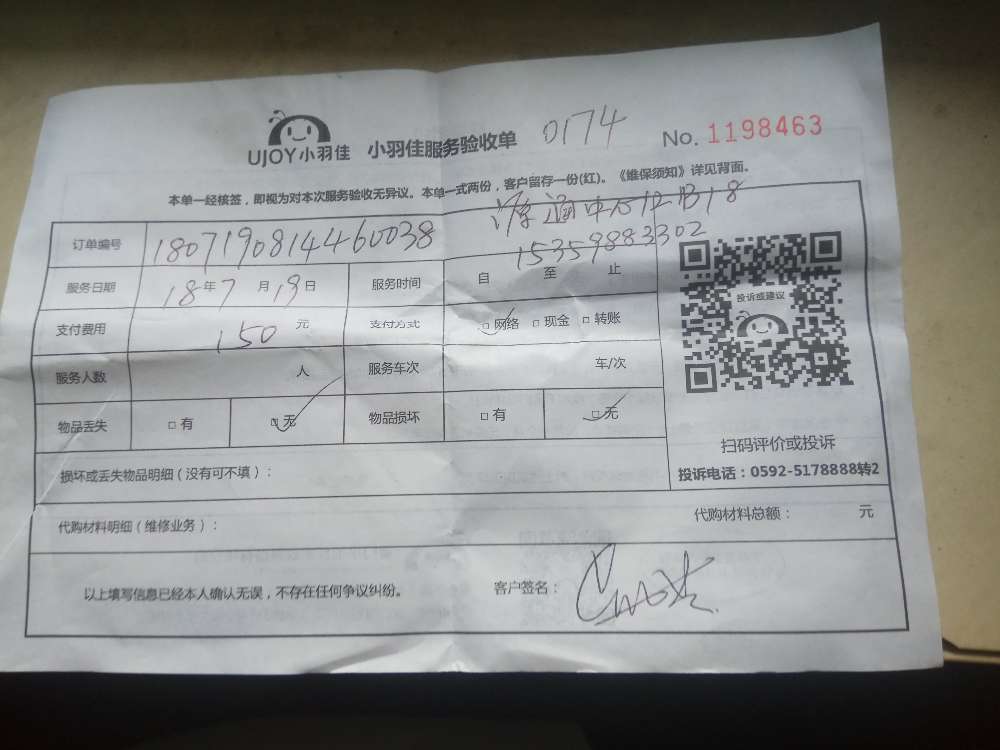 UJOY小羽佳 小羽佳服务验收单 0174 No. 1198463
本单一经核签，即视为对本次服务验收无异议。本单一式两份，客户留存一份(红)。《维保须知》详见背面。
18
订单编号 1807190814460038 15359883302
服务日期 18年7月19日 服务时间 自 至 止
投诉或建议
支付费用 150 元 支付方式 □网络 □现金 □转账
服务人数 人 服务车次 车/次
物品丢失 □有 □无 物品损坏 □有 □无
扫码评价或投诉
损坏或丢失物品明细（没有可不填）：
投诉电话：0592-5178888转2
代购材料明细（维修业务）： 代购材料总额： 元
以上填写信息已经本人确认无误，不存在任何争议纠纷。 客户签名：